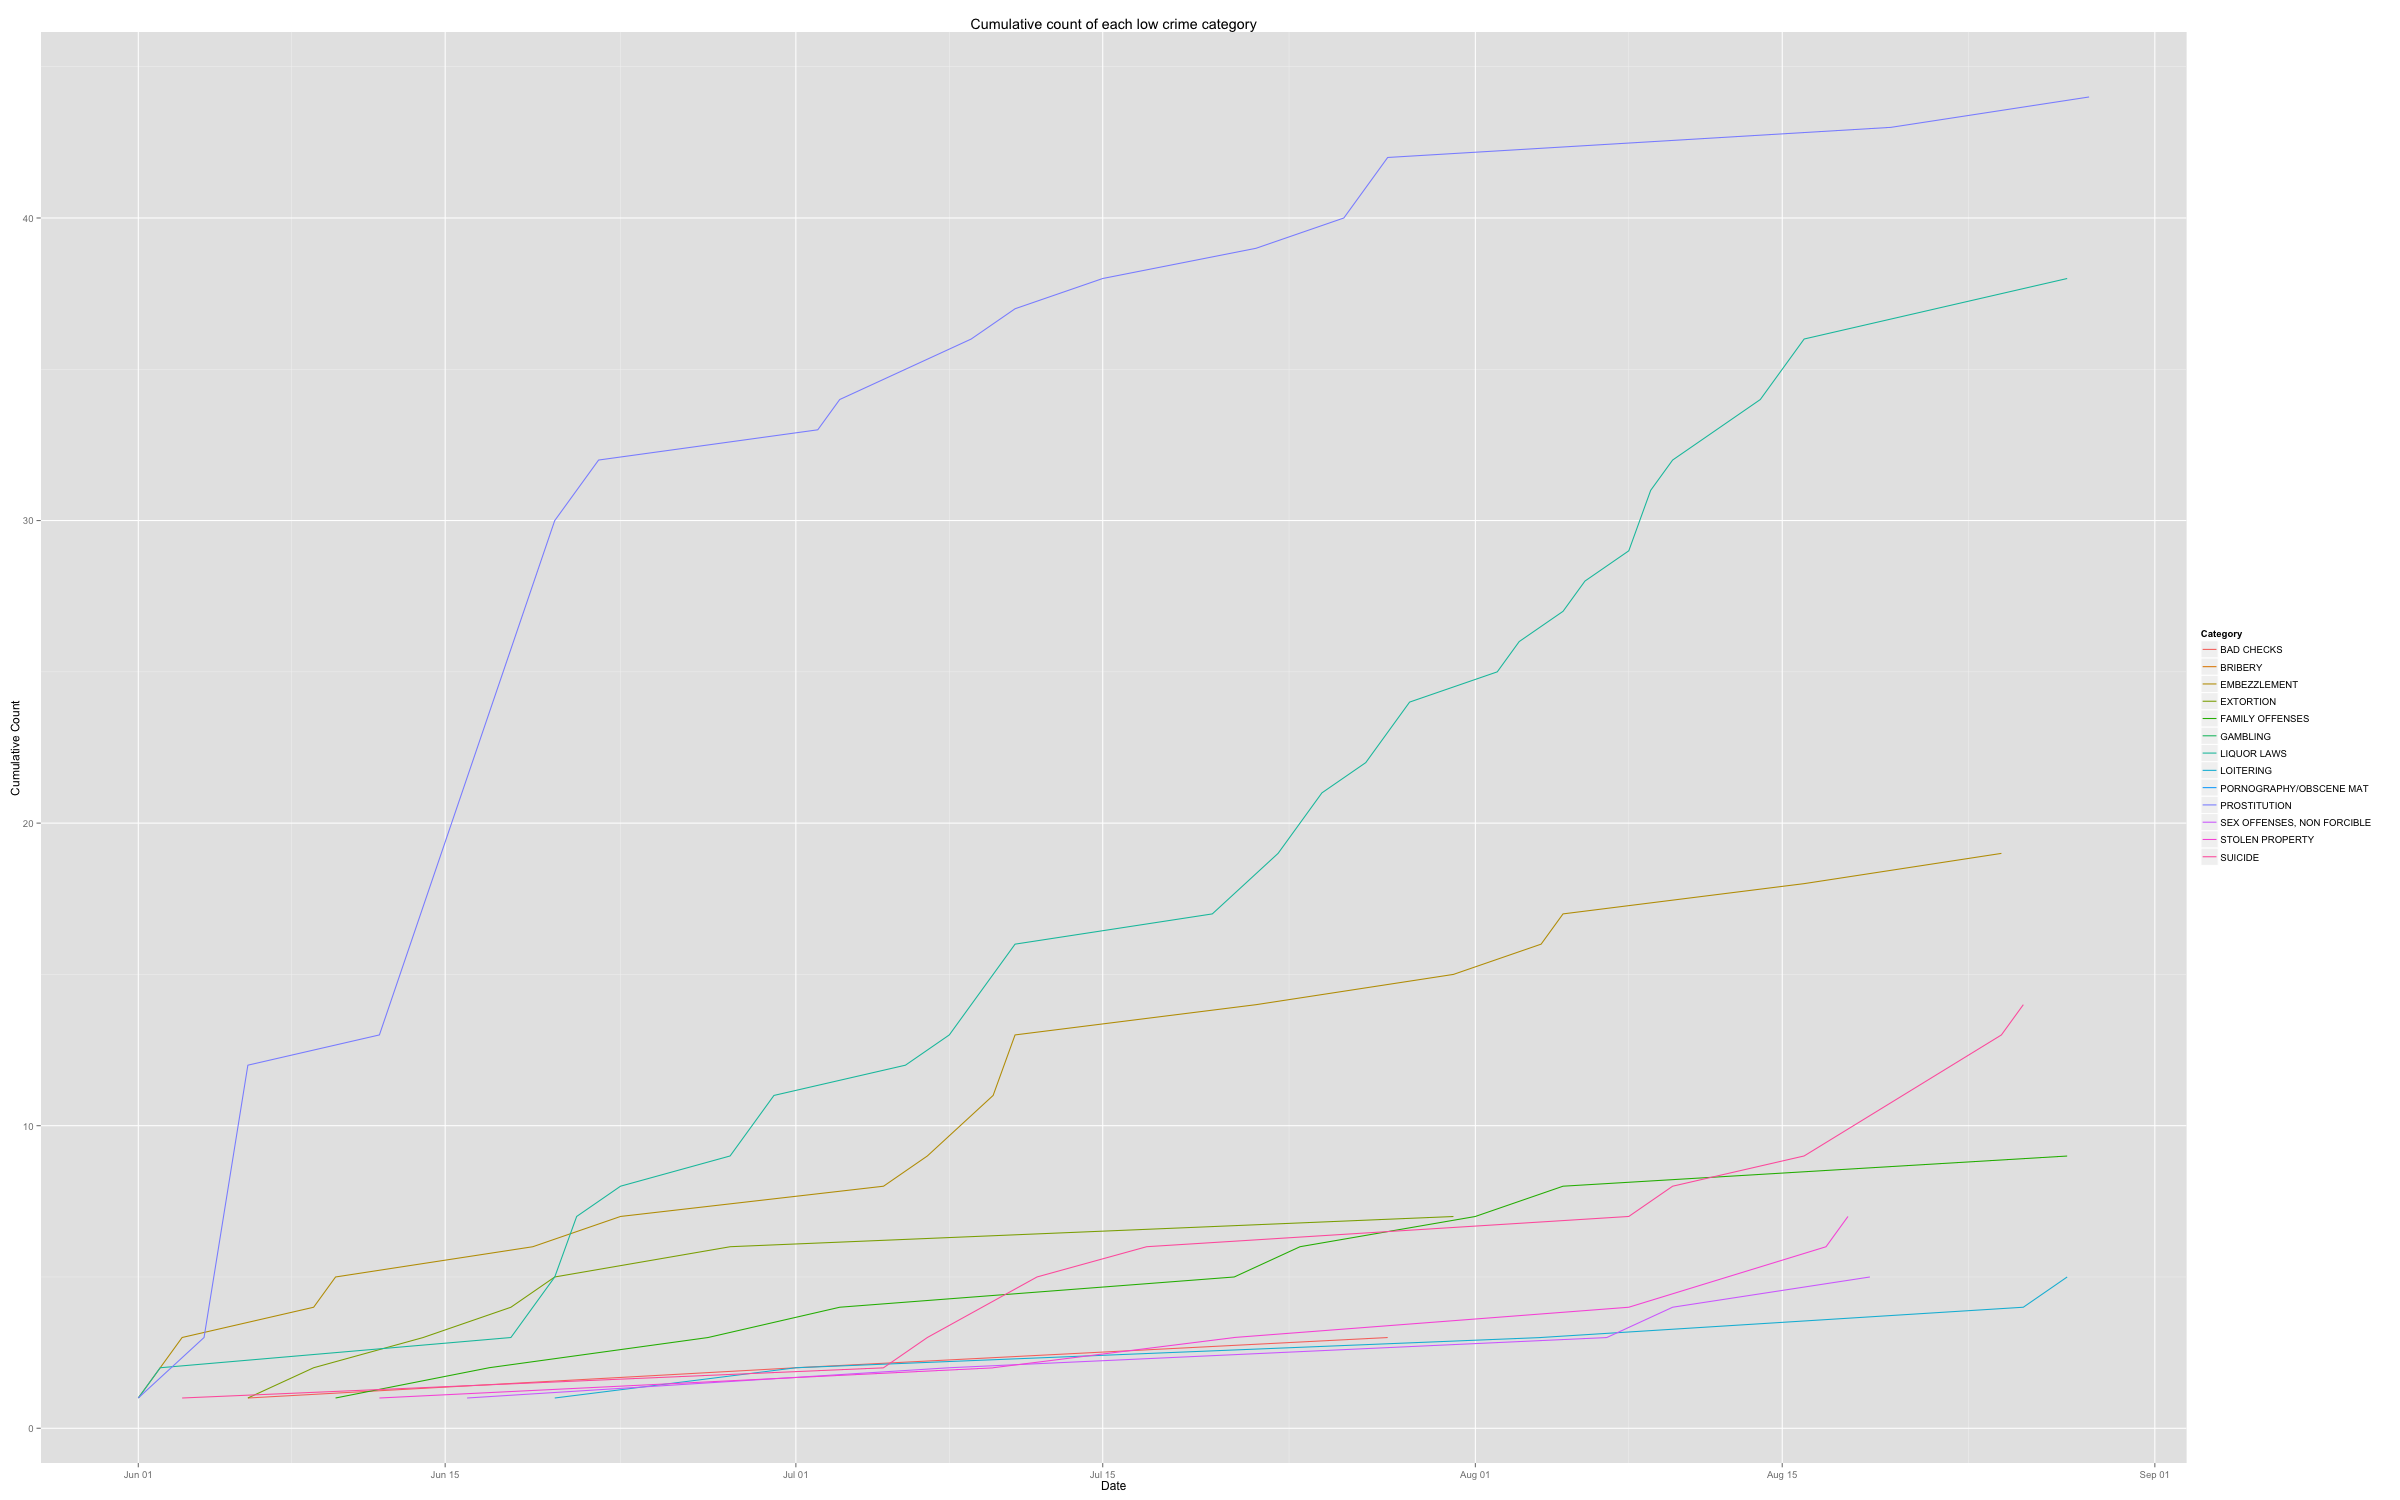 Cumulative count of each low crime category
Cumulative Count
40
30
20
10
0
Jun 01
Jun 15
Jul 01
Jul 15
Aug 01
Aug 15
Sep 01
Date
Category
BAD CHECKS
BRIBERY
EMBEZZLEMENT
EXTORTION
FAMILY OFFENSES
GAMBLING
LIQUOR LAWS
LOITERING
PORNOGRAPHY/OBSCENE MAT
PROSTITUTION
SEX OFFENSES, NON FORCIBLE
STOLEN PROPERTY
SUICIDE